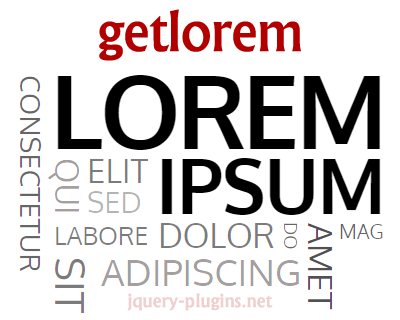 getlorem
LOREM
IPSUM
CONSECTETUR
QUI
ELIT
SED
LABORE
DOLOR
DO
AMET
MAG
SIT
ADIPISCING
jquery-plugins.net